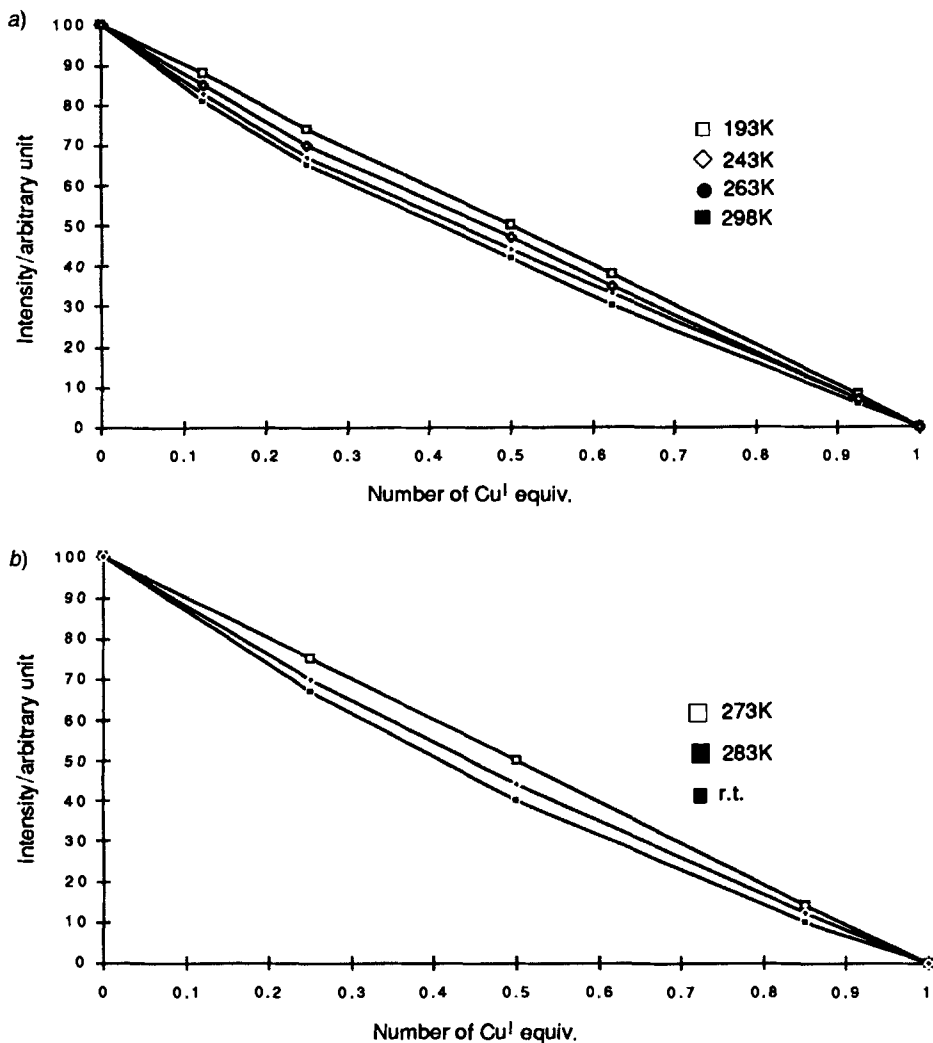 a)
100
90
80
70
60
50
40
30
20
10
0
Intensity/arbitrary unit
□ 193K
◇ 243K
● 263K
■ 298K
0 0.1 0.2 0.3 0.4 0.5 0.6 0.7 0.8 0.9 1
Number of Cuᴵ equiv.
b)
100
90
80
70
60
50
40
30
20
10
0
Intensity/arbitrary unit
□ 273K
■ 283K
■ r.t.
0 0.1 0.2 0.3 0.4 0.5 0.6 0.7 0.8 0.9 1
Number of Cuᴵ equiv.